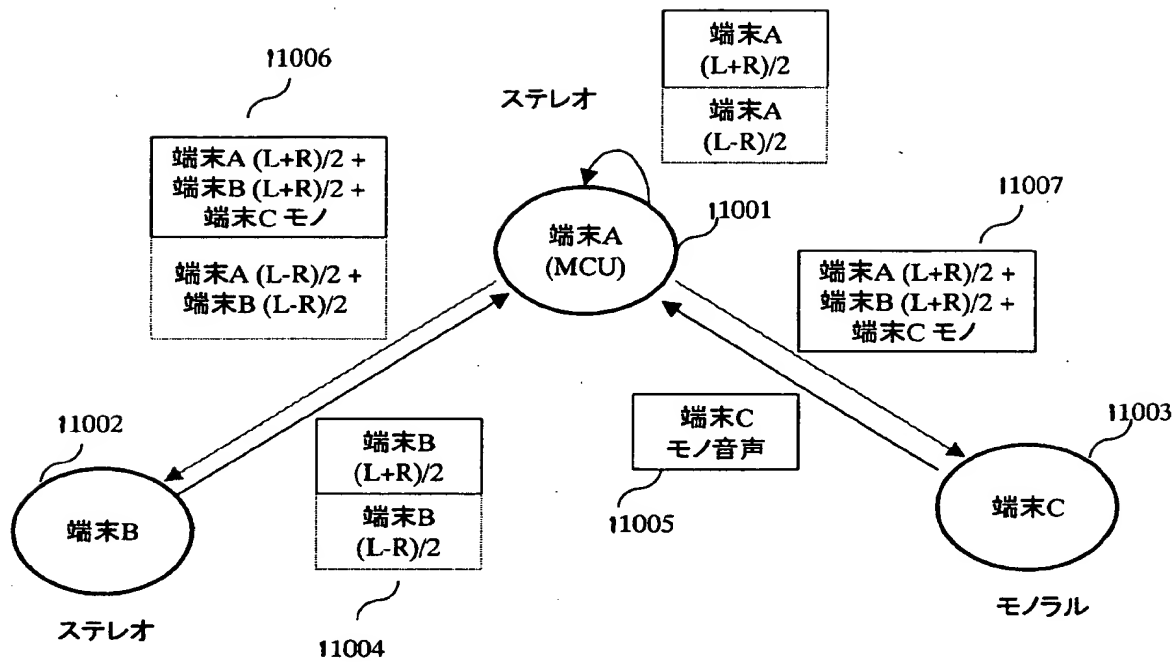 11006
端末A (L+R)/2 +
端末B (L+R)/2 +
端末C モノ
端末A (L-R)/2 +
端末B (L-R)/2
ステレオ
端末A
(L+R)/2
端末A
(L-R)/2
端末A
(MCU)
11001
11007
端末A (L+R)/2 +
端末B (L+R)/2 +
端末C モノ
11002
端末B
ステレオ
端末B
(L+R)/2
端末B
(L-R)/2
11004
端末C
モノ音声
11005
11003
端末C
モノラル